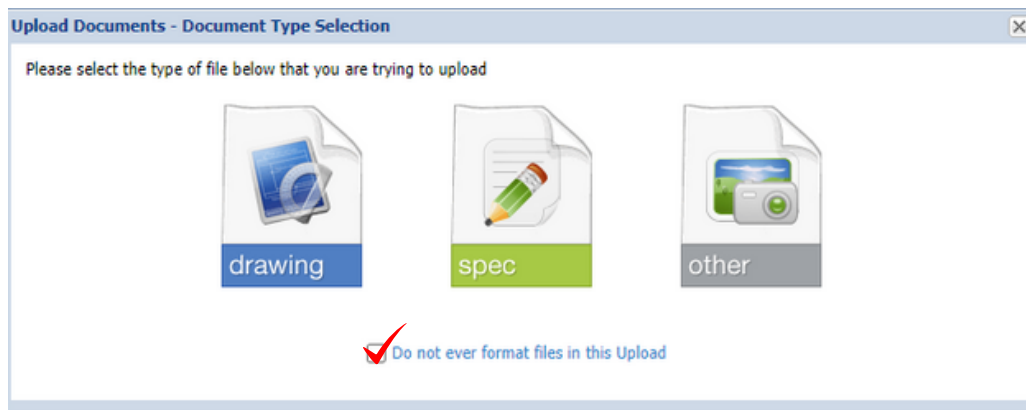 Upload Documents - Document Type Selection
Please select the type of file below that you are trying to upload
drawing
spec
other
Do not ever format files in this Upload